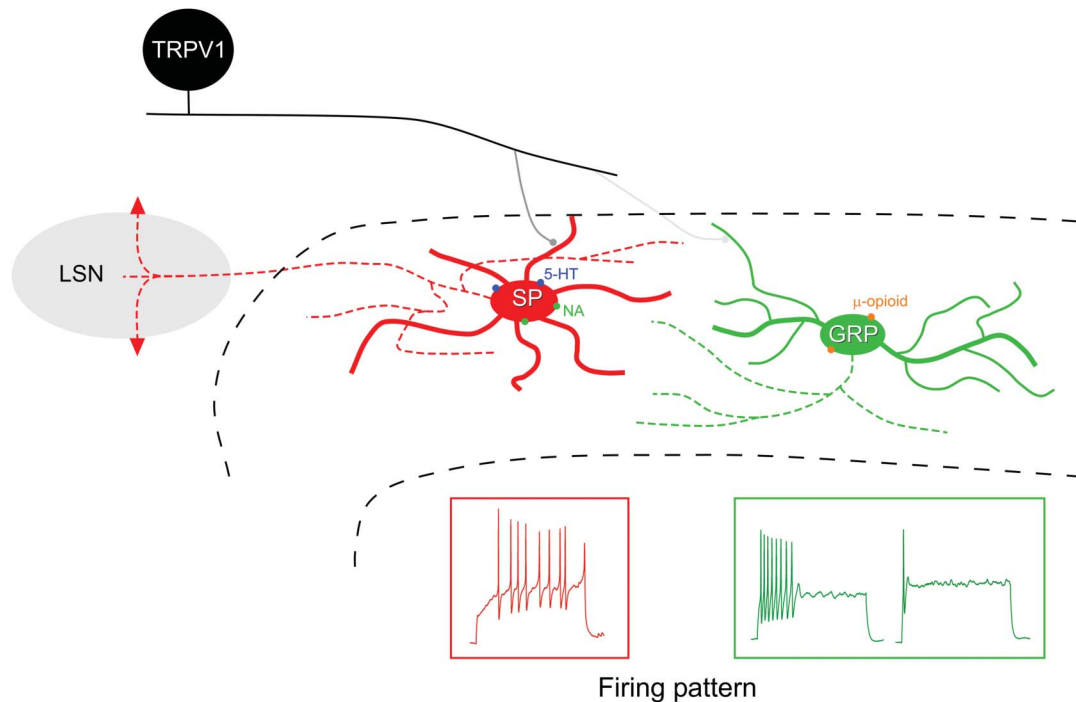 TRPV1
LSN
5-HT
SP
NA
μ-opioid
GRP
Firing pattern